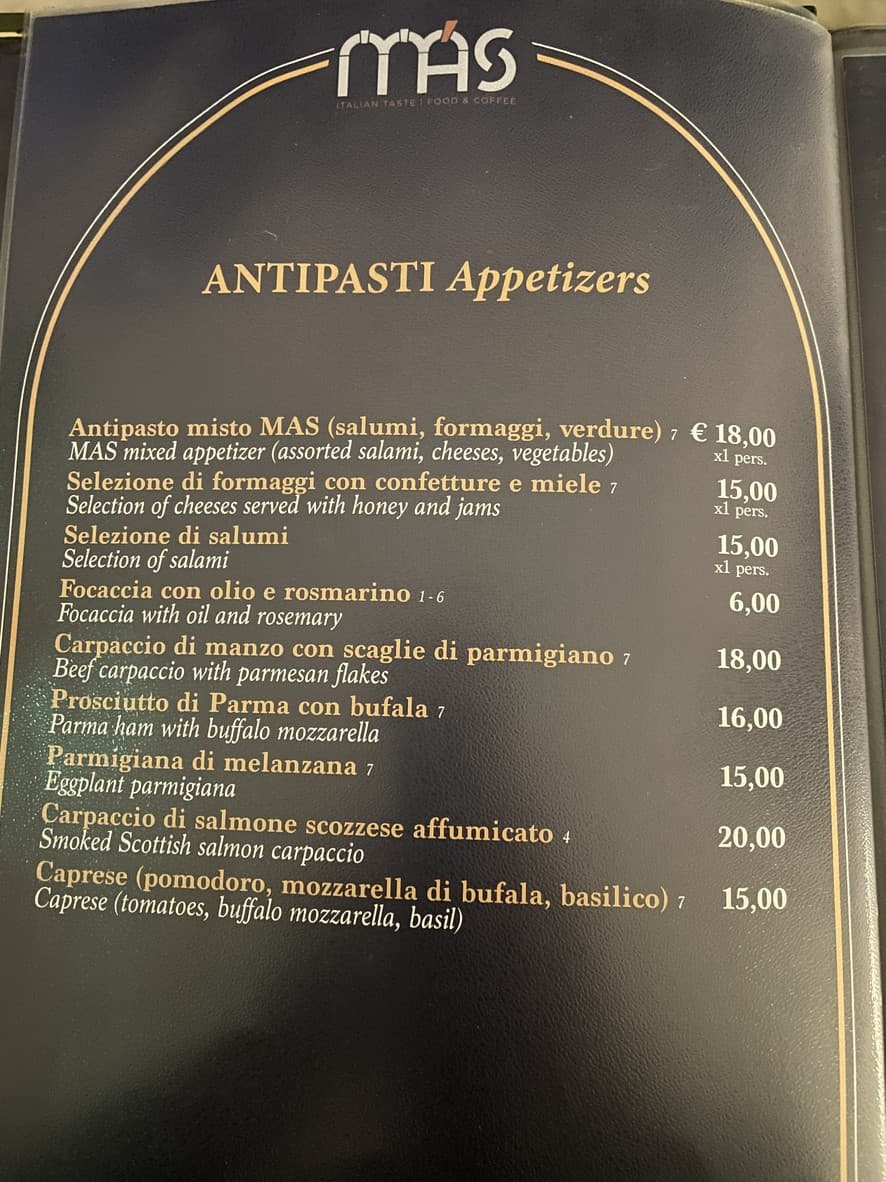 MÁS
ITALIAN TASTE | FOOD & COFFEE
ANTIPASTI Appetizers
Antipasto misto MAS (salumi, formaggi, verdure) 7 € 18,00
MAS mixed appetizer (assorted salami, cheeses, vegetables) x1 pers.
Selezione di formaggi con confetture e miele 7 15,00
Selection of cheeses served with honey and jams x1 pers.
Selezione di salumi 15,00
Selection of salami x1 pers.
Focaccia con olio e rosmarino 1-6 6,00
Focaccia with oil and rosemary
Carpaccio di manzo con scaglie di parmigiano 7 18,00
Beef carpaccio with parmesan flakes
Prosciutto di Parma con bufala 7 16,00
Parma ham with buffalo mozzarella
Parmigiana di melanzana 7 15,00
Eggplant parmigiana
Carpaccio di salmone scozzese affumicato 4 20,00
Smoked Scottish salmon carpaccio
Caprese (pomodoro, mozzarella di bufala, basilico) 7 15,00
Caprese (tomatoes, buffalo mozzarella, basil)